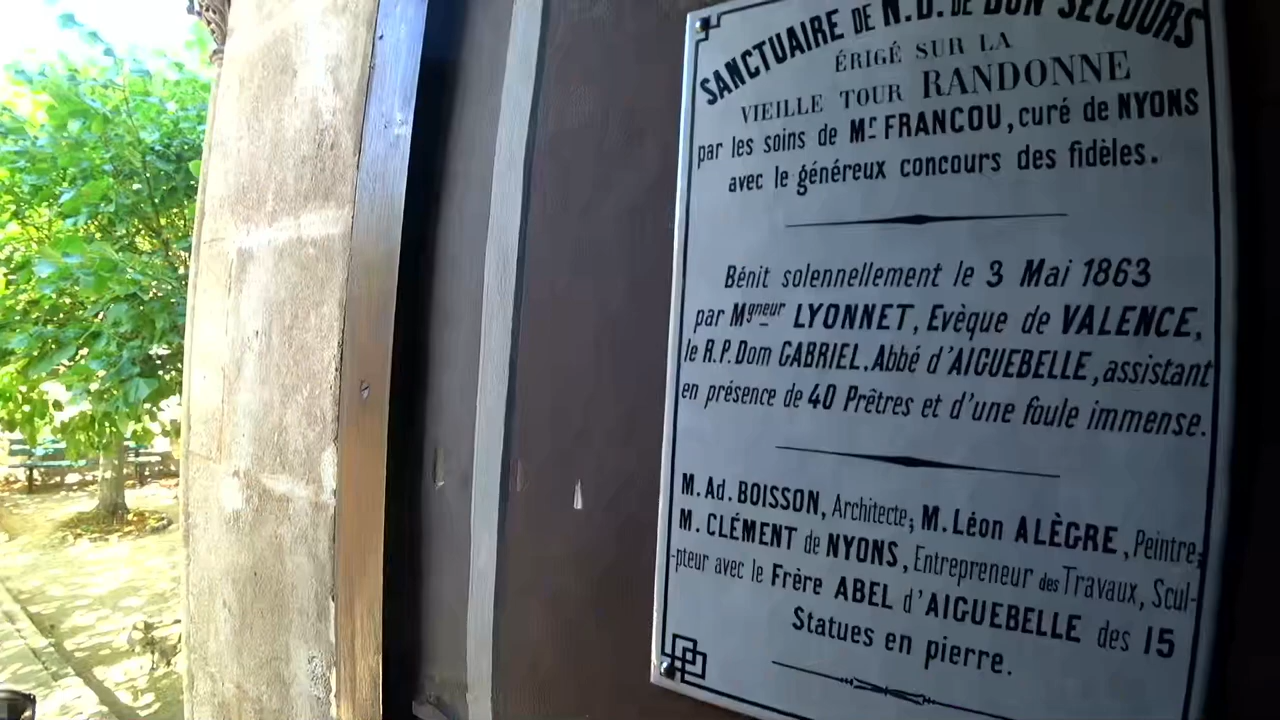 SANCTUAIRE DE N.D. DE BON SECOURS
ÉRIGÉ SUR LA
VIEILLE TOUR RANDONNE
par les soins de Mr FRANCOU, curé de NYONS
avec le généreux concours des fidèles.
Bénit solennellement le 3 Mai 1863
par Mgneur LYONNET, Evèque de VALENCE,
le R.P. Dom GABRIEL. Abbé d'AIGUEBELLE, assistant
en présence de 40 Prêtres et d'une foule immense.
M. Ad. BOISSON, Architecte; M. Léon ALÈGRE, Peintre;
M. CLÉMENT de NYONS, Entrepreneur des Travaux, Scul-
-pteur avec le Frère ABEL d'AIGUEBELLE des 15
Statues en pierre.